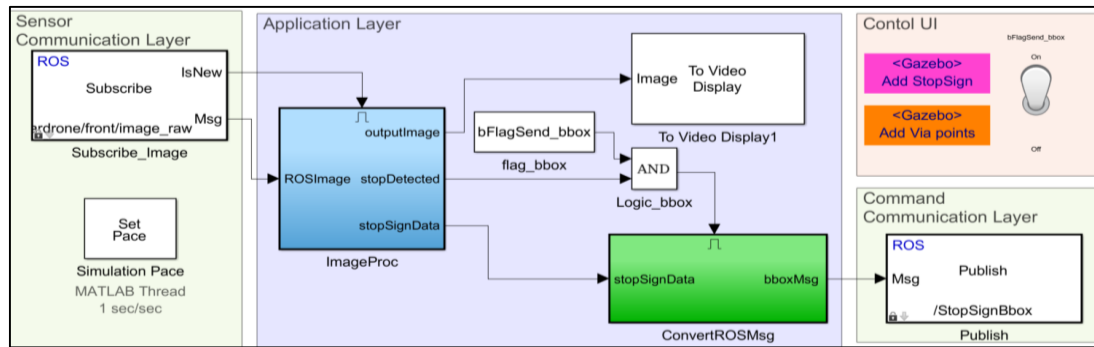 Sensor
Communication Layer
ROS
IsNew
Subscribe
Msg
erdrone/front/image_raw
Subscribe_Image
Set
Pace
Simulation Pace
MATLAB Thread
1 sec/sec
Application Layer
ROSImage
outputImage
stopDetected
stopSignData
ImageProc
Image
To Video
Display
To Video Display1
bFlagSend_bbox
flag_bbox
AND
Logic_bbox
stopSignData
bboxMsg
ConvertROSMsg
Contol UI
<Gazebo>
Add StopSign
<Gazebo>
Add Via points
bFlagSend_bbox
On
Off
Command
Communication Layer
ROS
Msg
Publish
/StopSignBbox
Publish